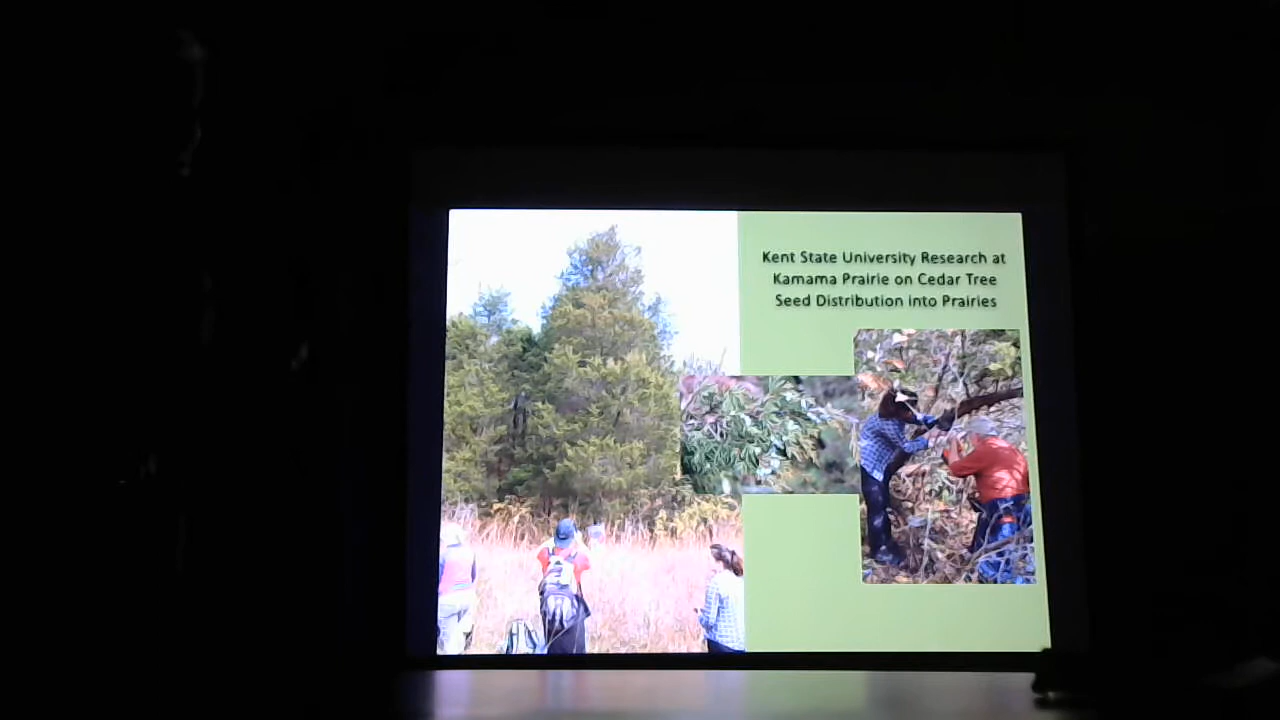 Kent State University Research at
Kamama Prairie on Cedar Tree
Seed Distribution into Prairies